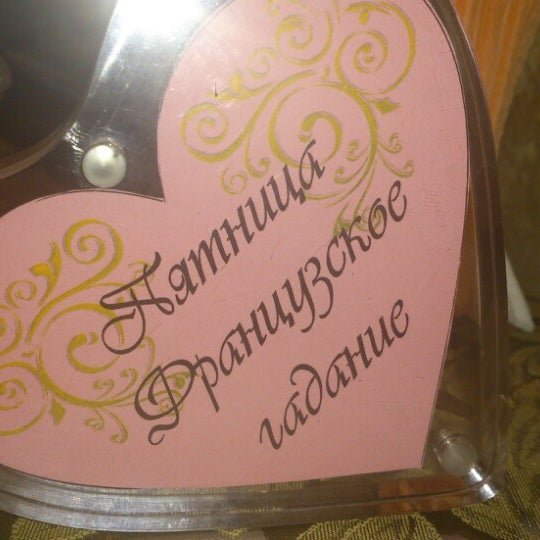 Пятница
Французское
гадание